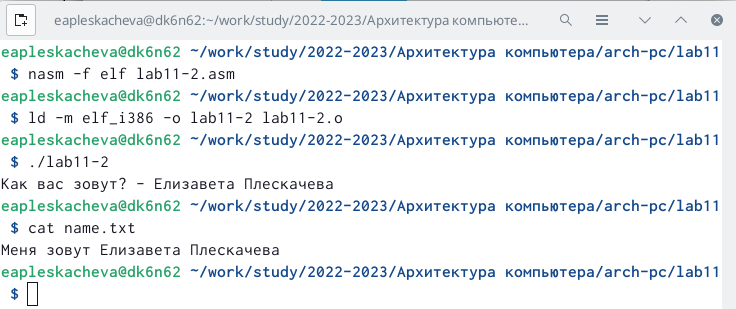 eapleskacheva@dk6n62:~/work/study/2022-2023/Архитектура компьюте...
eapleskacheva@dk6n62 ~/work/study/2022-2023/Архитектура компьютера/arch-pc/lab11
$ nasm -f elf lab11-2.asm
eapleskacheva@dk6n62 ~/work/study/2022-2023/Архитектура компьютера/arch-pc/lab11
$ ld -m elf_i386 -o lab11-2 lab11-2.o
eapleskacheva@dk6n62 ~/work/study/2022-2023/Архитектура компьютера/arch-pc/lab11
$ ./lab11-2
Как вас зовут? - Елизавета Плескачева
eapleskacheva@dk6n62 ~/work/study/2022-2023/Архитектура компьютера/arch-pc/lab11
$ cat name.txt
Меня зовут Елизавета Плескачева
eapleskacheva@dk6n62 ~/work/study/2022-2023/Архитектура компьютера/arch-pc/lab11
$